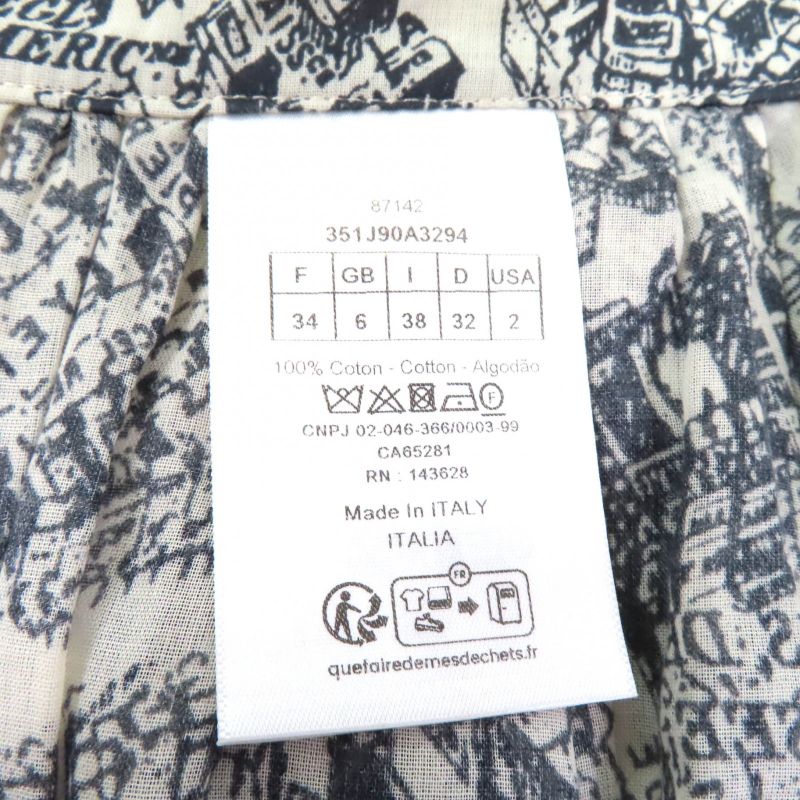 87142
351J90A3294
F GB I D USA
34 6 38 32 2
100% Coton - Cotton - Algodão
F
CNPJ 02-046-366/0003-99
CA65281
RN : 143628
Made In ITALY
ITALIA
FR
quefairedemesdechets.fr